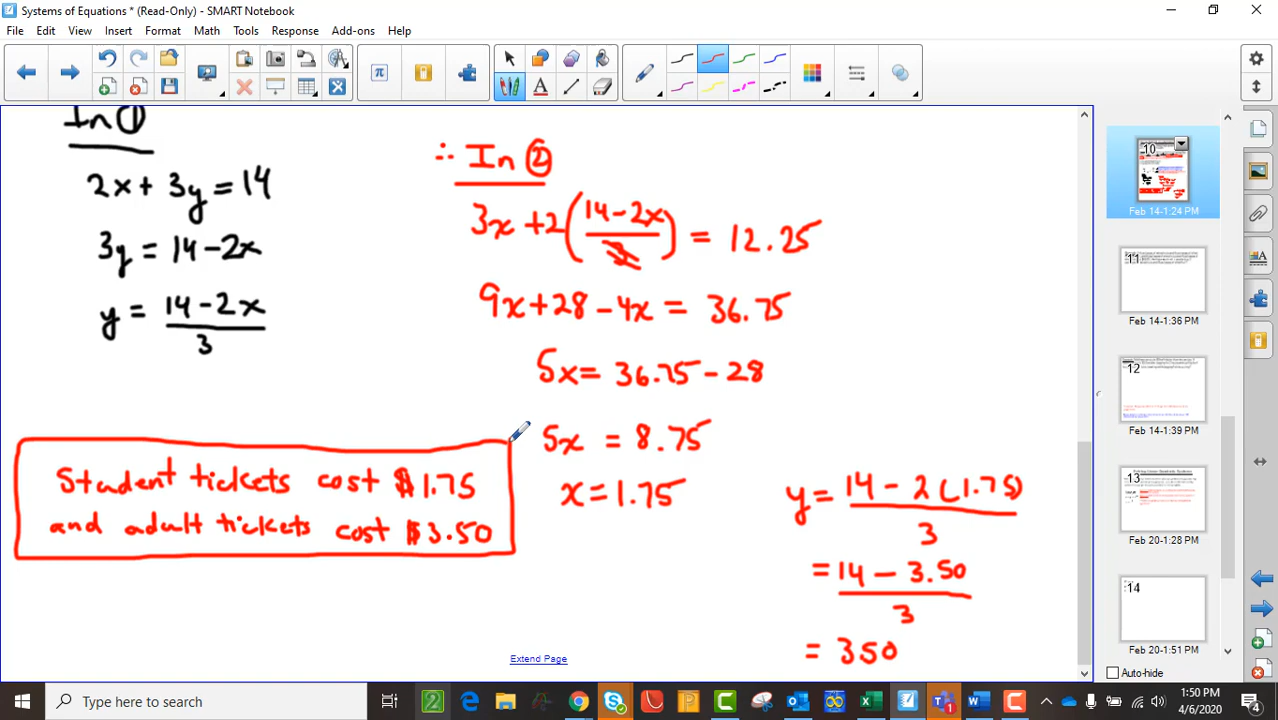 Systems of Equations * (Read-Only) - SMART Notebook
File Edit View Insert Format Math Tools Response Add-ons Help
In ①
2x + 3y = 14
3y = 14 - 2x
y = 14 - 2x
3
∴ In ②
3x + 2(14 - 2x) = 12.25
3
9x + 28 - 4x = 36.75
5x = 36.75 - 28
5x = 8.75
x = 1.75
Student tickets cost $1.75
and adult tickets cost $3.50
y = 14 - 2(1.75)
3
= 14 - 3.50
3
= 350
Extend Page
10
Feb 14-1:24 PM
11
Feb 14-1:36 PM
12
Feb 14-1:39 PM
13
Feb 20-1:28 PM
14
Feb 20-1:51 PM
Auto-hide
Type here to search
1:50 PM
4/6/2020